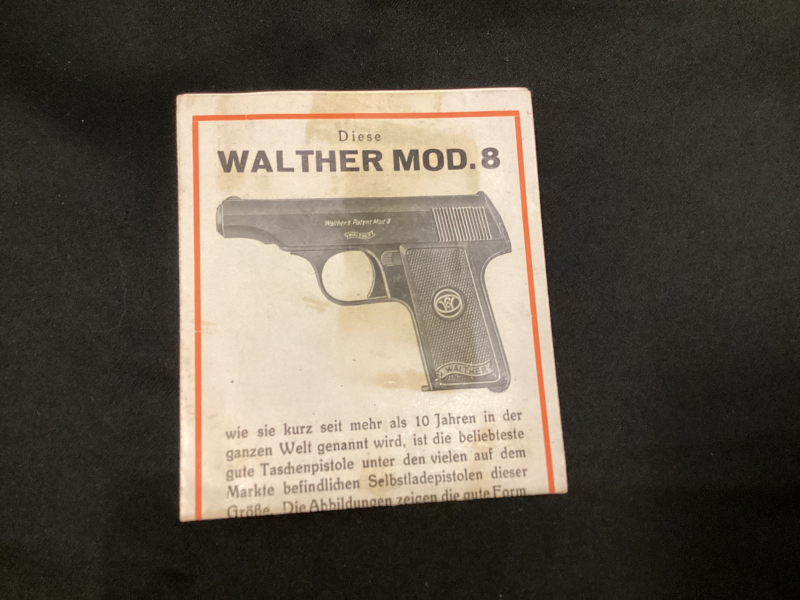 Diese
WALTHER MOD. 8
Walther's Patent Mod 8
WALTHER
wie sie kurz seit mehr als 10 Jahren in der
ganzen Welt genannt wird, ist die beliebteste
gute Taschenpistole unter den vielen auf dem
Markte befindlichen Selbstladepistolen dieser
Größe. Die Abbildungen zeigen die gute Form